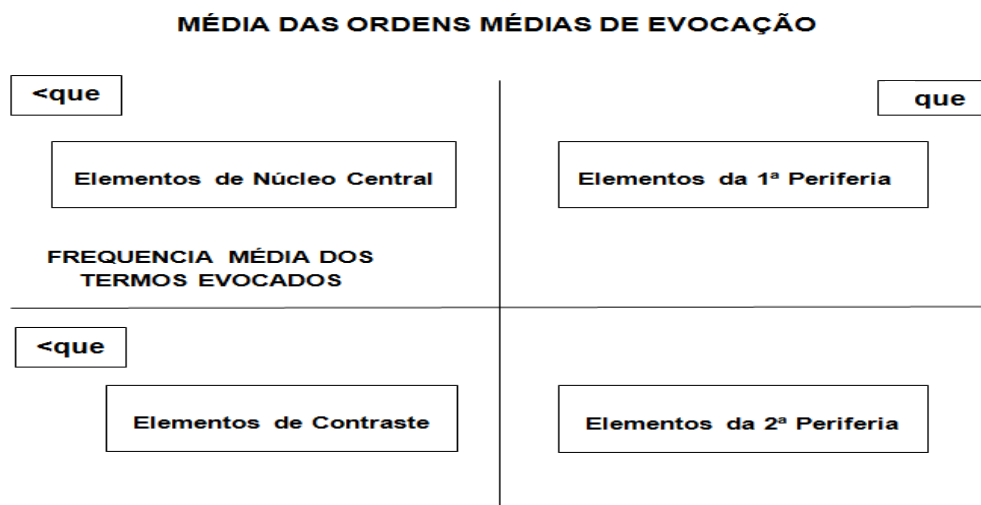 MÉDIA DAS ORDENS MÉDIAS DE EVOCAÇÃO
<que
que
Elementos de Núcleo Central
Elementos da 1ª Periferia
FREQUENCIA MÉDIA DOS
TERMOS EVOCADOS
<que
Elementos de Contraste
Elementos da 2ª Periferia